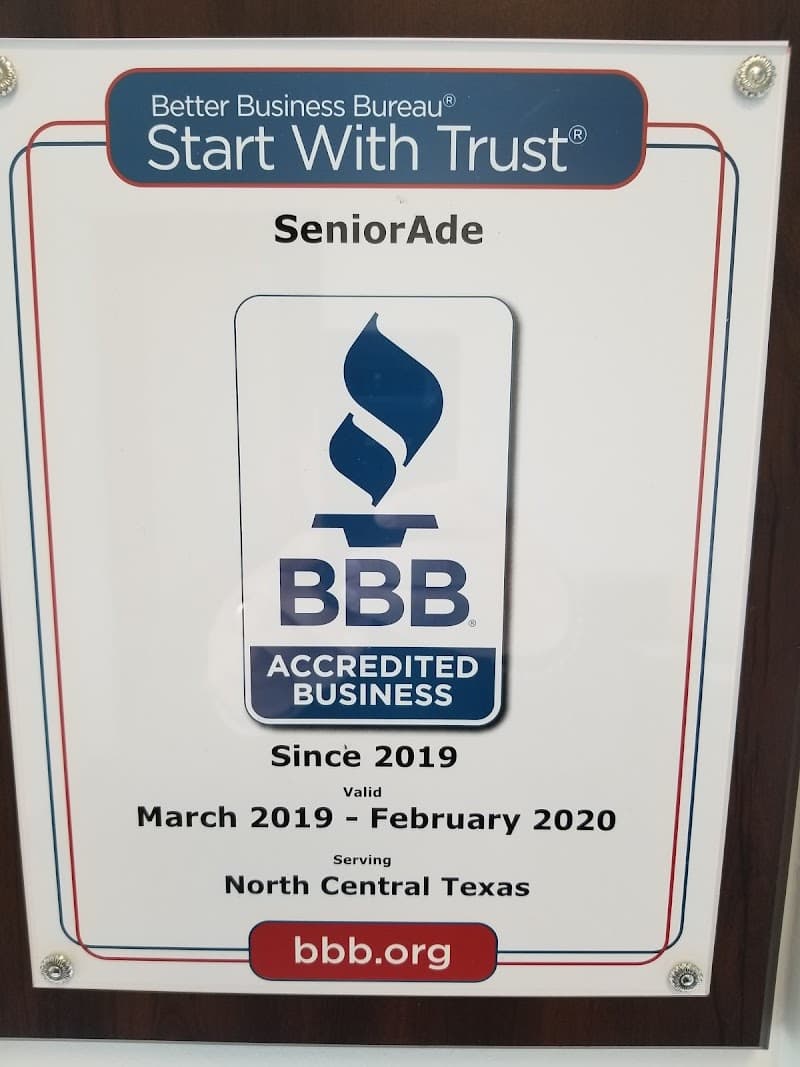 Better Business Bureau®
Start With Trust®
SeniorAde
BBB®
ACCREDITED
BUSINESS
Since 2019
Valid
March 2019 - February 2020
Serving
North Central Texas
bbb.org